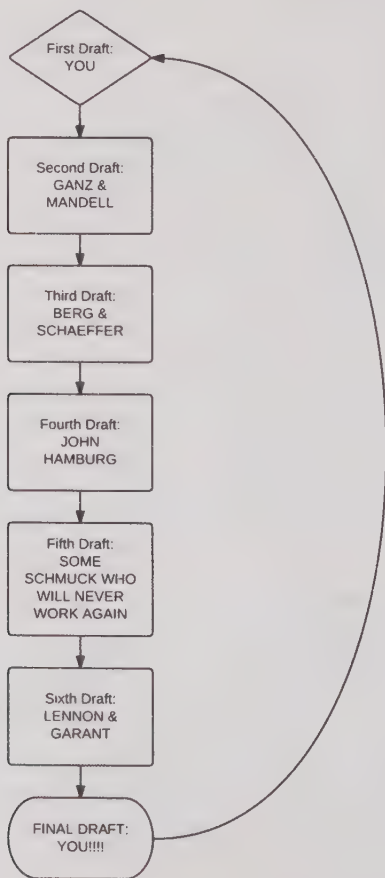 First Draft:
YOU
Second Draft:
GANZ &
MANDELL
Third Draft:
BERG &
SCHAEFFER
Fourth Draft:
JOHN
HAMBURG
Fifth Draft:
SOME
SCHMUCK WHO
WILL NEVER
WORK AGAIN
Sixth Draft:
LENNON &
GARANT
FINAL DRAFT:
YOU!!!!